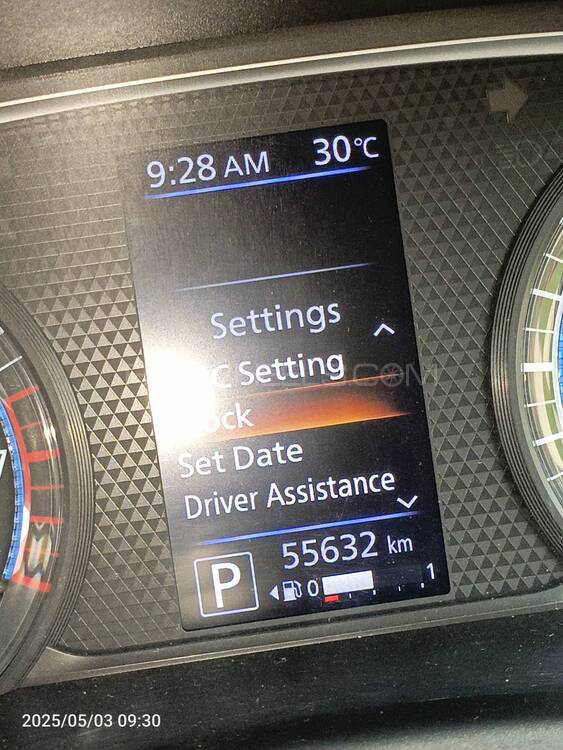 9:28 AM 30°C
Settings
Setting
Set Date
Driver Assistance
55632 km
P 0 1
2025/05/03 09:30